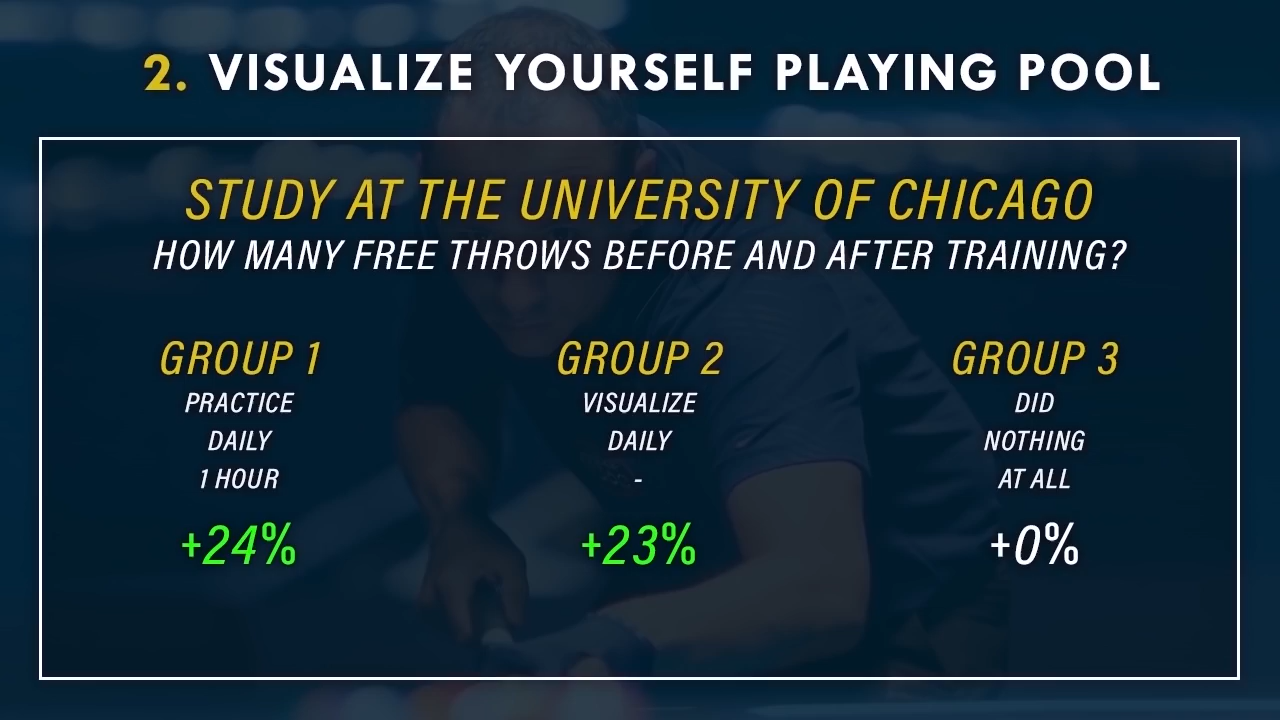 2. VISUALIZE YOURSELF PLAYING POOL
STUDY AT THE UNIVERSITY OF CHICAGO
HOW MANY FREE THROWS BEFORE AND AFTER TRAINING?
GROUP 1
PRACTICE
DAILY
1 HOUR
+24%
GROUP 2
VISUALIZE
DAILY
-
+23%
GROUP 3
DID
NOTHING
AT ALL
+0%